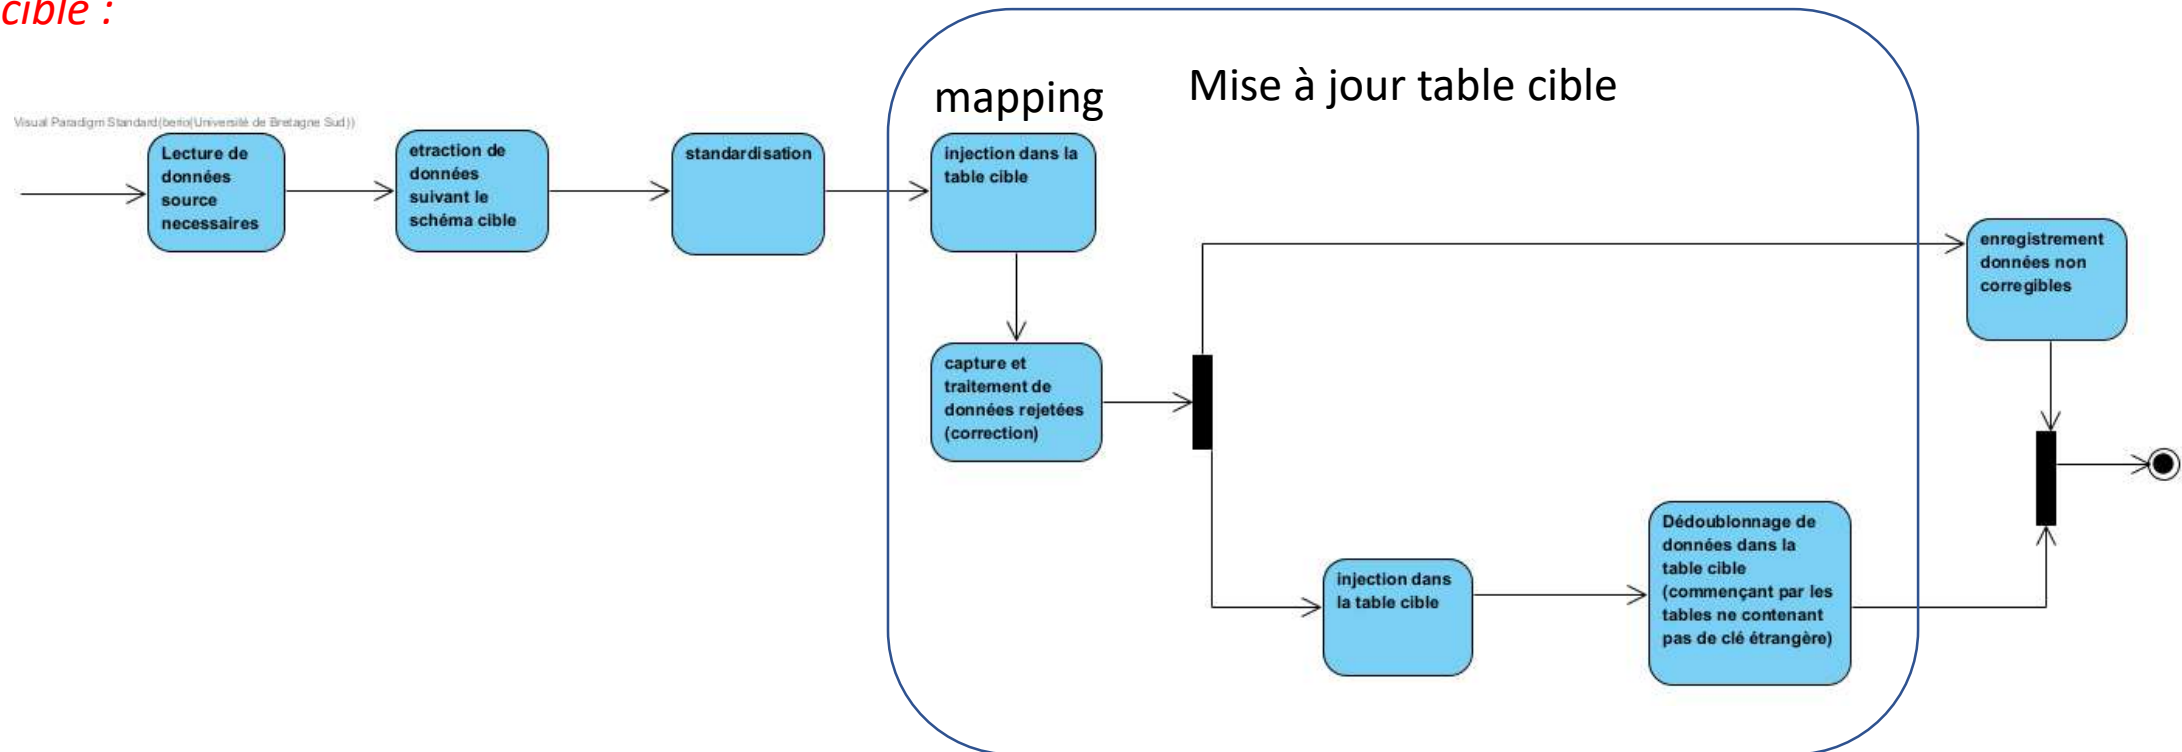 cible :
mapping
Mise à jour table cible
Visual Paradigm Standard(berio(Université de Bretagne Sud))
Lecture de
données
source
necessaires
etraction de
données
suivant le
schéma cible
standardisation
injection dans la
table cible
enregistrement
données non
corregibles
capture et
traitement de
données rejetées
(correction)
injection dans
la table cible
Dédoublonnage de
données dans la
table cible
(commençant par les
tables ne contenant
pas de clé étrangère)